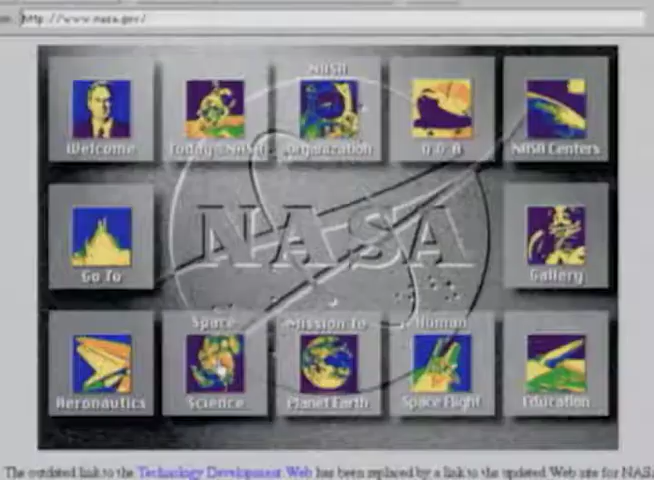 http://www.nasa.gov/
Welcome
Today@NASA
NASA Organization
Q&A
NASA Centers
NASA
Go To
Gallery
Aeronautics
Space Science
Mission To Planet Earth
Human Space Flight
Education
The outdated link to the Technology Development Web has been replaced by a link to the updated Web site for NASA